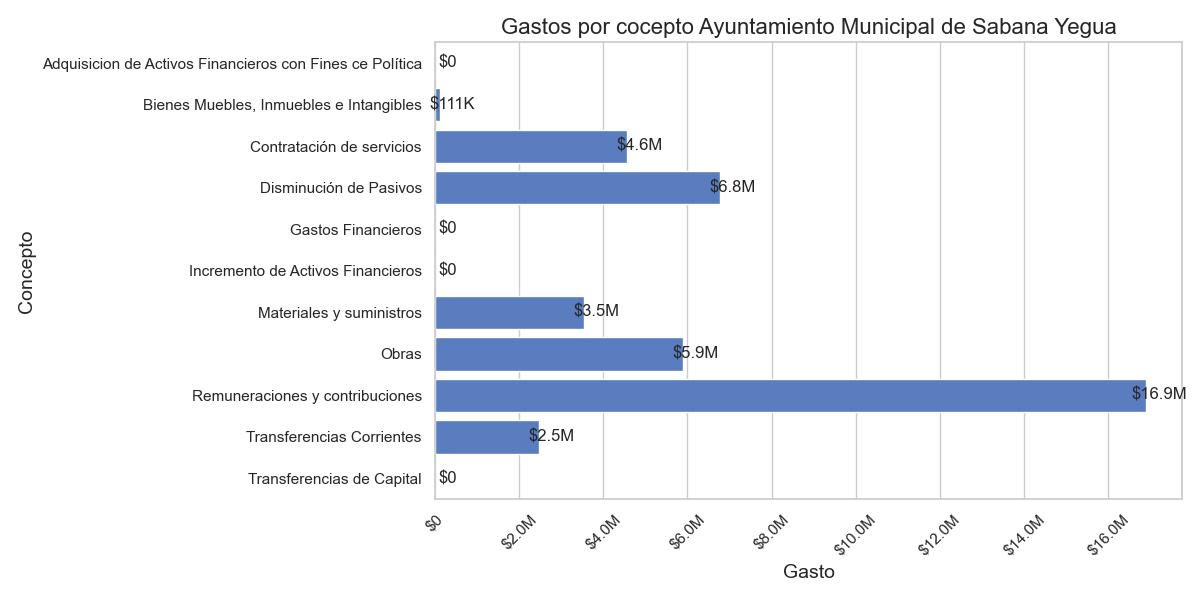 Gastos por cocepto Ayuntamiento Municipal de Sabana Yegua
Concepto
Adquisicion de Activos Financieros con Fines ce Política $0
Bienes Muebles, Inmuebles e Intangibles $111K
Contratación de servicios $4.6M
Disminución de Pasivos $6.8M
Gastos Financieros $0
Incremento de Activos Financieros $0
Materiales y suministros $3.5M
Obras $5.9M
Remuneraciones y contribuciones $16.9M
Transferencias Corrientes $2.5M
Transferencias de Capital $0
$0 $2.0M $4.0M $6.0M $8.0M $10.0M $12.0M $14.0M $16.0M
Gasto